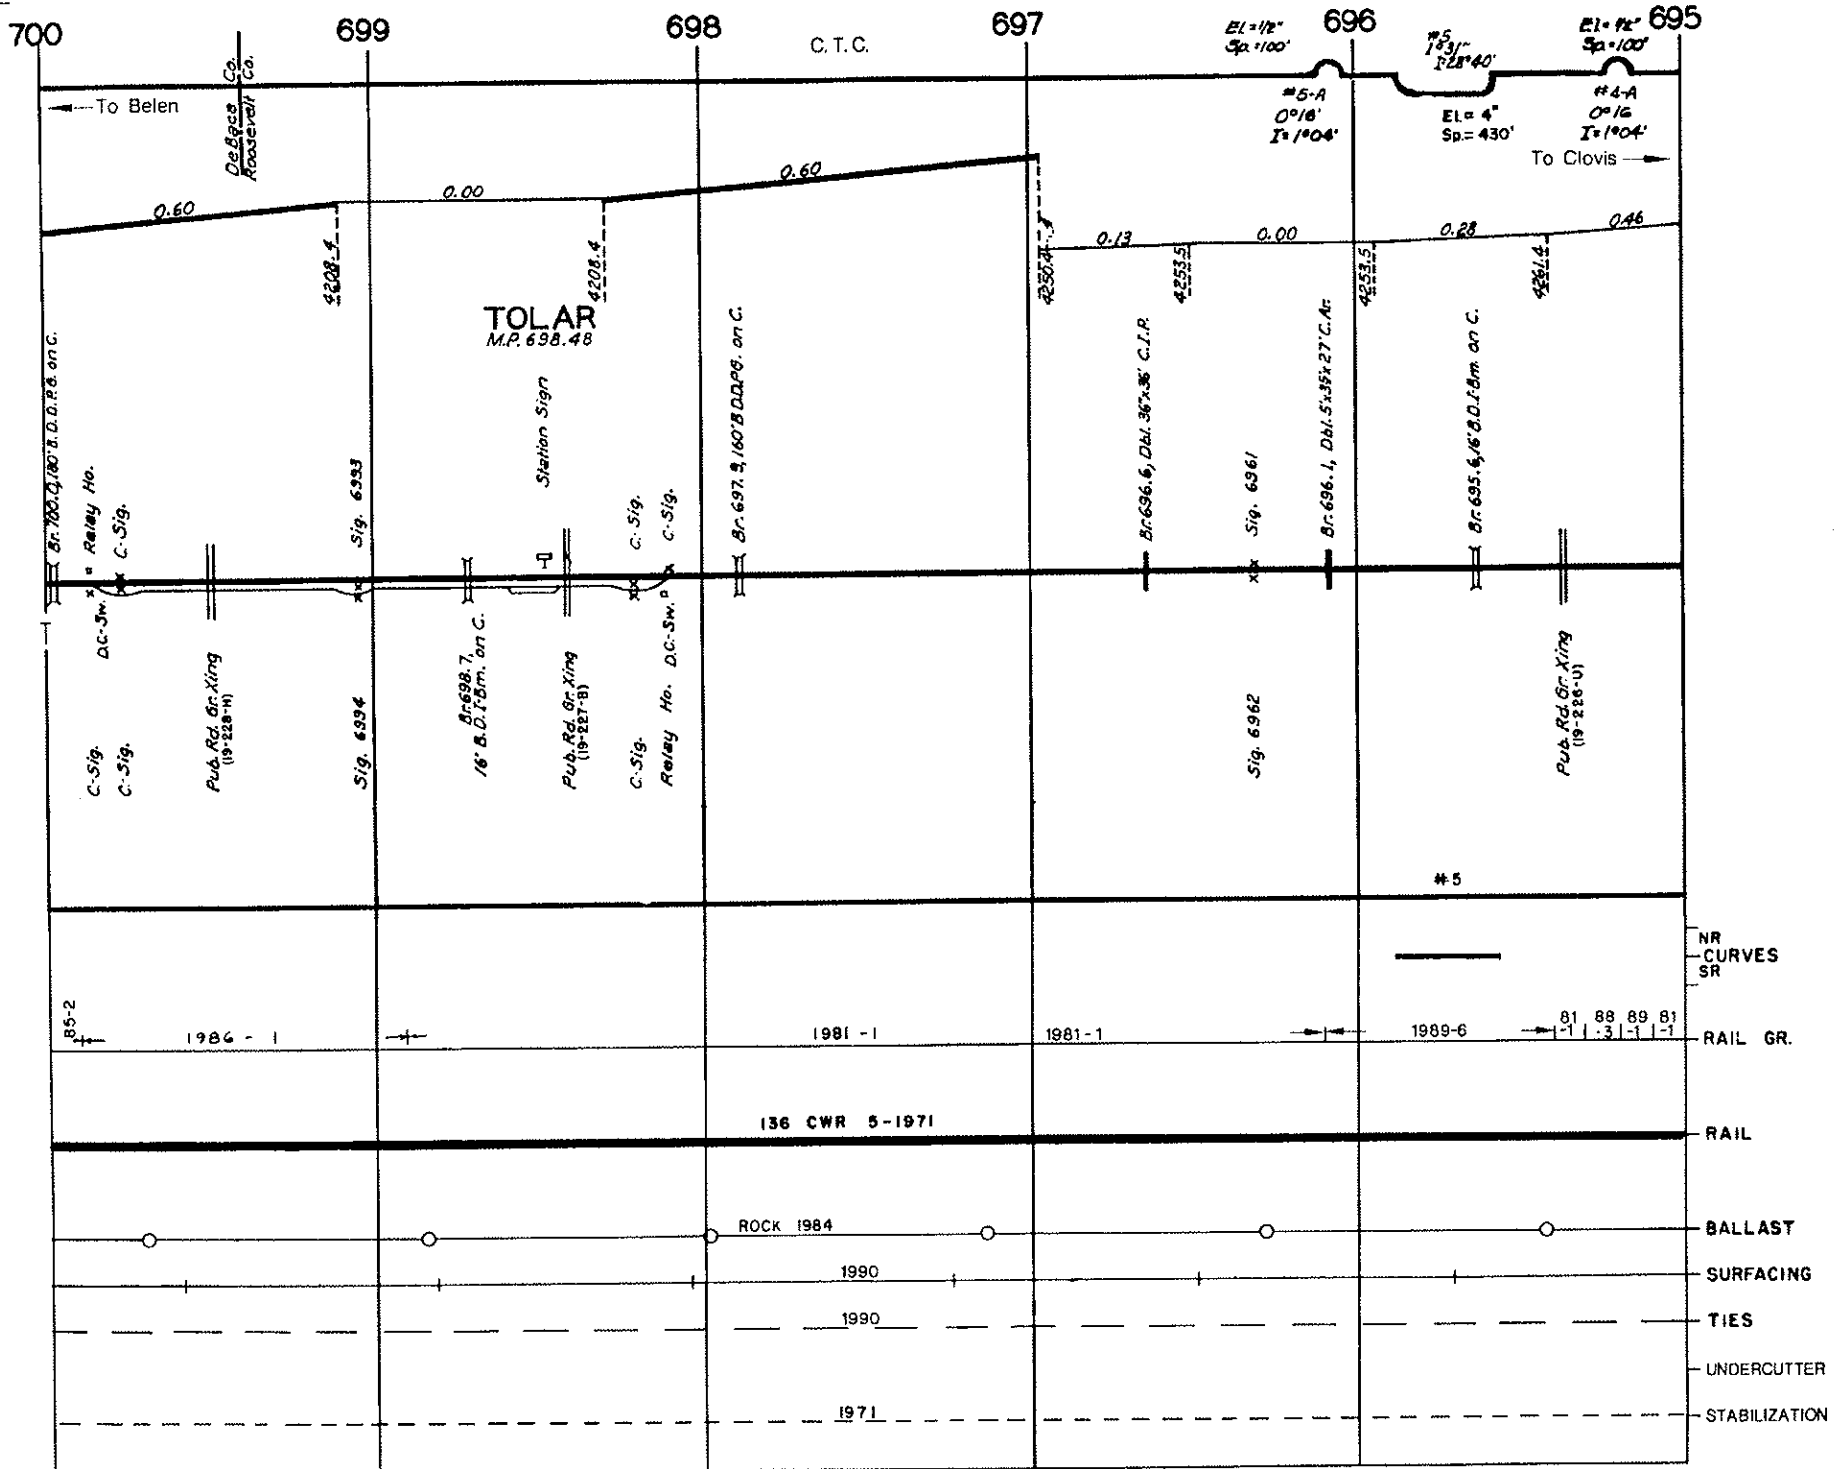 700
699
698
697
696
695
C. T. C.
El.=1/2"
Sp.=100'
#5
1°31'
I=28°40'
El.=1/2"
Sp.=100'
To Belen
DeBaca Co.
Roosevelt Co.
#5-A
0°16'
I=1°04'
El.=4"
Sp.=430'
#4-A
0°16
I=1°04'
To Clovis
0.60
0.00
0.60
0.13
0.00
0.28
0.46
4208.4
4208.4
4250.4
4253.5
4253.5
4261.4
TOLAR
M.P. 698.48
Br. 700.0, 180' B.D.D.P.B. on C.
Relay Ho.
C-Sig.
Sig. 6993
Station Sign
C-Sig.
C-Sig.
Br. 697.9, 160' B.D.D.P.B. on C.
Br. 696.6, Dbl. 36"x36' C.I.P.
Sig. 6961
Br. 696.1, Dbl. 5'x35'x27' C.Ar.
Br. 695.6, 16' B.D.I-Bm. on C.
D.C.-Sw.
C-Sig.
C-Sig.
Pub. Rd. Gr. Xing
(19-228-H)
Sig. 6994
Br. 698.7,
16' B.D.I-Bm. on C.
Pub. Rd. Gr. Xing
(19-227-B)
C-Sig.
Relay Ho.
D.C.-Sw.
Sig. 6962
Pub. Rd. Gr. Xing
(19-226-U)
#5
NR
CURVES
SR
85-2
1986 - 1
1981 -1
1981-1
1989-6
81 -1
88 -3
89 -1
81 -1
RAIL GR.
136 CWR 5-1971
RAIL
ROCK 1984
BALLAST
1990
SURFACING
1990
TIES
UNDERCUTTER
1971
STABILIZATION